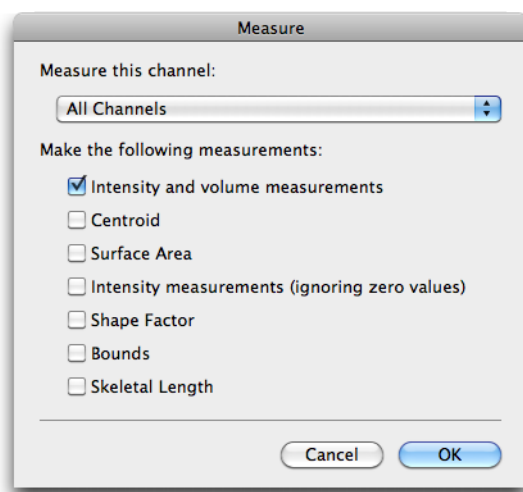 Measure
Measure this channel:
All Channels
Make the following measurements:
Intensity and volume measurements
Centroid
Surface Area
Intensity measurements (ignoring zero values)
Shape Factor
Bounds
Skeletal Length
Cancel OK